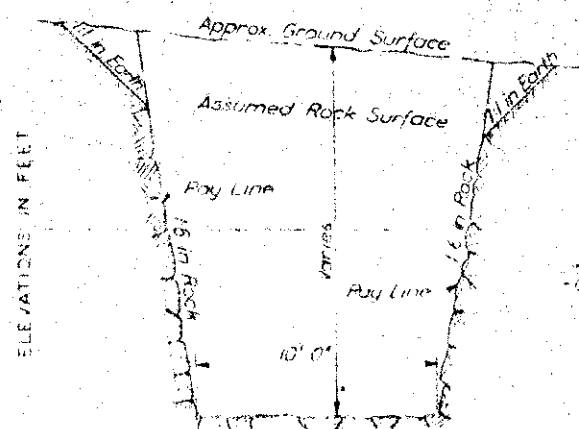 Approx. Ground Surface
1:1 in Earth
1:1 in Earth
Assumed Rock Surface
Pay Line
1:6 in Rock
1:6 in Rock
Varies
Pay Line
10' 0"
ELEVATIONS IN FEET